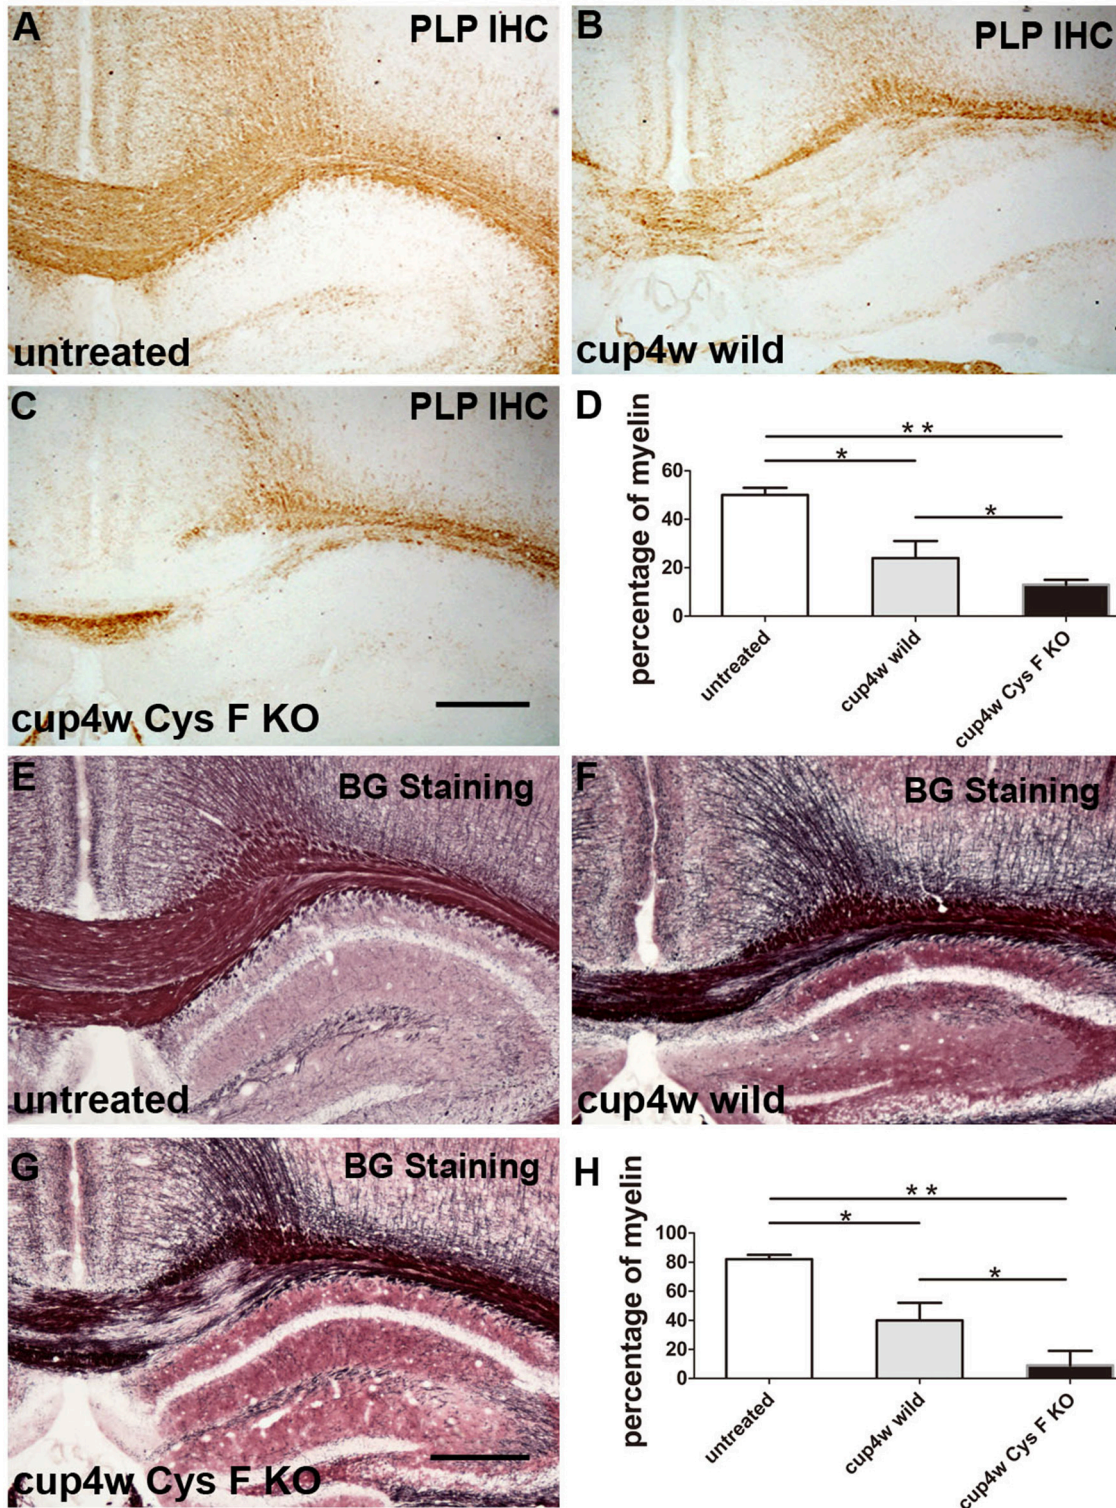 A
PLP IHC
untreated
B
PLP IHC
cup4w wild
C
PLP IHC
cup4w Cys F KO
D
percentage of myelin
* *
*
*
60
40
20
0
untreated
cup4w wild
cup4w Cys F KO
E
BG Staining
untreated
F
BG Staining
cup4w wild
G
BG Staining
cup4w Cys F KO
H
percentage of myelin
* *
*
*
100
80
60
40
20
0
untreated
cup4w wild
cup4w Cys F KO